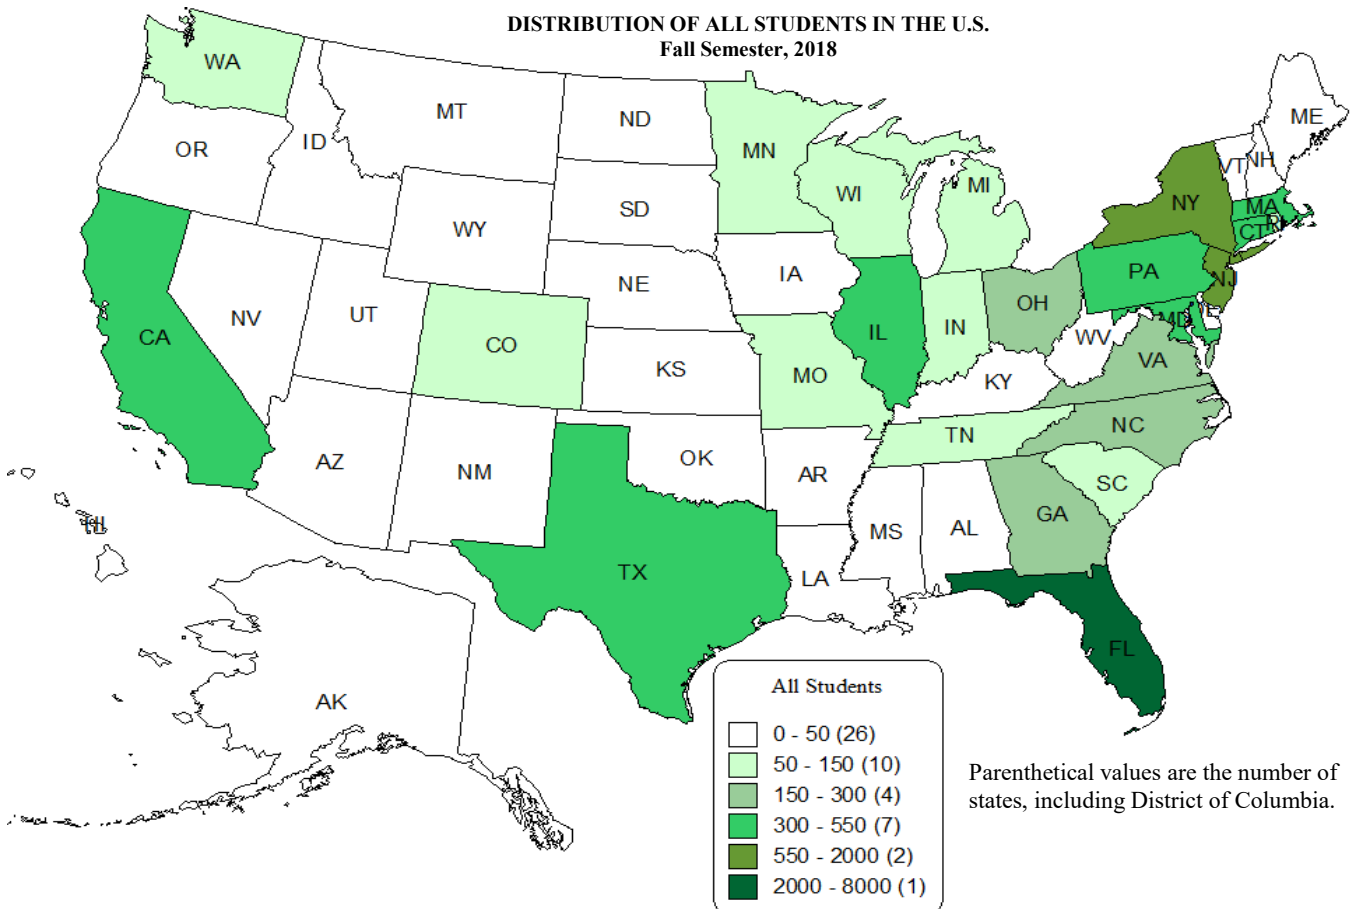 DISTRIBUTION OF ALL STUDENTS IN THE U.S.
Fall Semester, 2018
WA
MT
ND
ME
OR
ID
MN
VT
NH
WI
MI
NY
MA
SD
WY
CT
RI
IA
PA
NE
OH
NJ
NV
UT
IL
IN
MD
CA
CO
WV
VA
KS
MO
KY
NC
TN
AZ
NM
OK
AR
SC
GA
HI
MS
AL
TX
LA
FL
AK
All Students
0 - 50 (26)
50 - 150 (10)
150 - 300 (4)
300 - 550 (7)
550 - 2000 (2)
2000 - 8000 (1)
Parenthetical values are the number of
states, including District of Columbia.